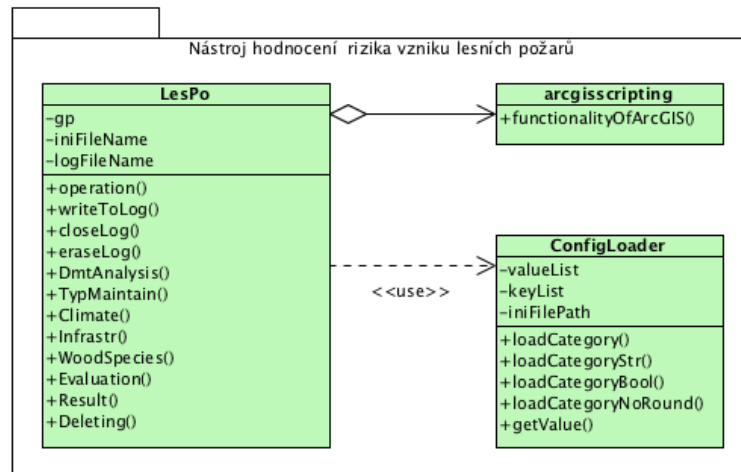 Nástroj hodnocení rizika vzniku lesních požarů
LesPo
-gp
-iniFileName
-logFileName
+operation()
+writeToLog()
+closeLog()
+eraseLog()
+DmtAnalysis()
+TypMaintain()
+Climate()
+Infrastr()
+WoodSpecies()
+Evaluation()
+Result()
+Deleting()
arcgisscripting
+functionalityOfArcGIS()
<<use>>
ConfigLoader
-valueList
-keyList
-iniFilePath
+loadCategory()
+loadCategoryStr()
+loadCategoryBool()
+loadCategoryNoRound()
+getValue()